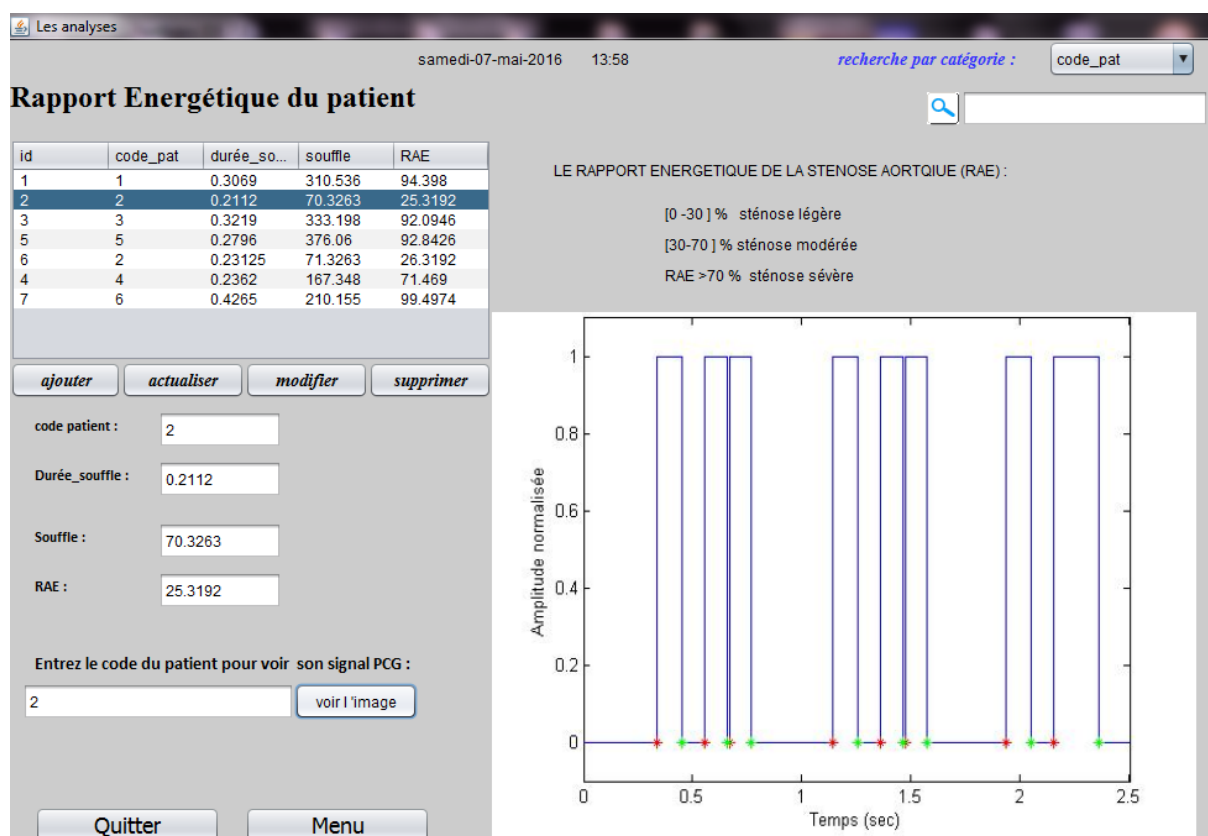 Les analyses
samedi-07-mai-2016 13:58
recherche par catégorie :
code_pat
Rapport Energétique du patient
id code_pat durée_so... souffle RAE
1 1 0.3069 310.536 94.398
2 2 0.2112 70.3263 25.3192
3 3 0.3219 333.198 92.0946
5 5 0.2796 376.06 92.8426
6 2 0.23125 71.3263 26.3192
4 4 0.2362 167.348 71.469
7 6 0.4265 210.155 99.4974
ajouter actualiser modifier supprimer
code patient : 2
Durée_souffle : 0.2112
Souffle : 70.3263
RAE : 25.3192
Entrez le code du patient pour voir son signal PCG :
2 voir l 'image
Quitter Menu
LE RAPPORT ENERGETIQUE DE LA STENOSE AORTQIUE (RAE) :
[0 -30 ] % sténose légère
[30-70 ] % sténose modérée
RAE >70 % sténose sévère
Amplitude normalisée
1
0.8
0.6
0.4
0.2
0
0 0.5 1 1.5 2 2.5
Temps (sec)